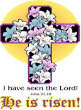 I have seen the Lord!
John 20:18
He is risen